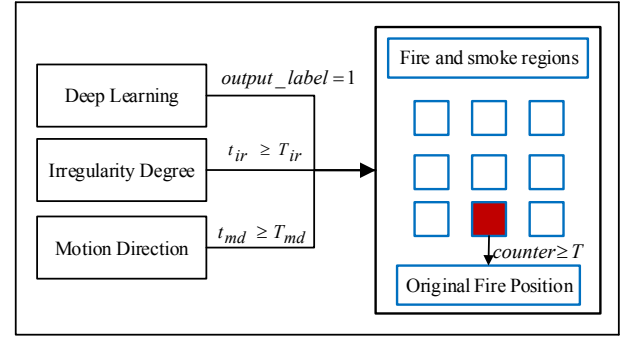 Deep Learning
output_label=1
Irregularity Degree
t_ir ≥ T_ir
Motion Direction
t_md ≥ T_md
Fire and smoke regions
counter≥T
Original Fire Position